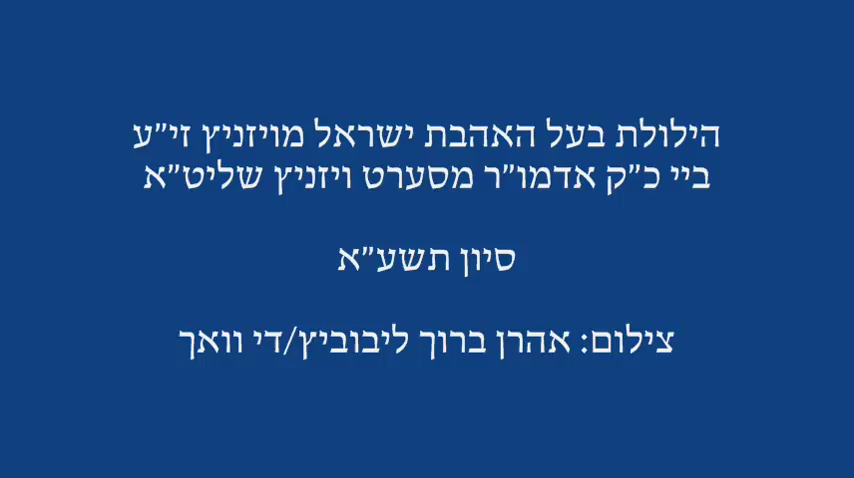 הילולת בעל האהבת ישראל מויזניץ זי״ע
ביי כ״ק אדמו״ר מסערט ויזניץ שליט״א
סיון תשע״א
צילום: אהרן ברוך ליבוביץ/די וואך